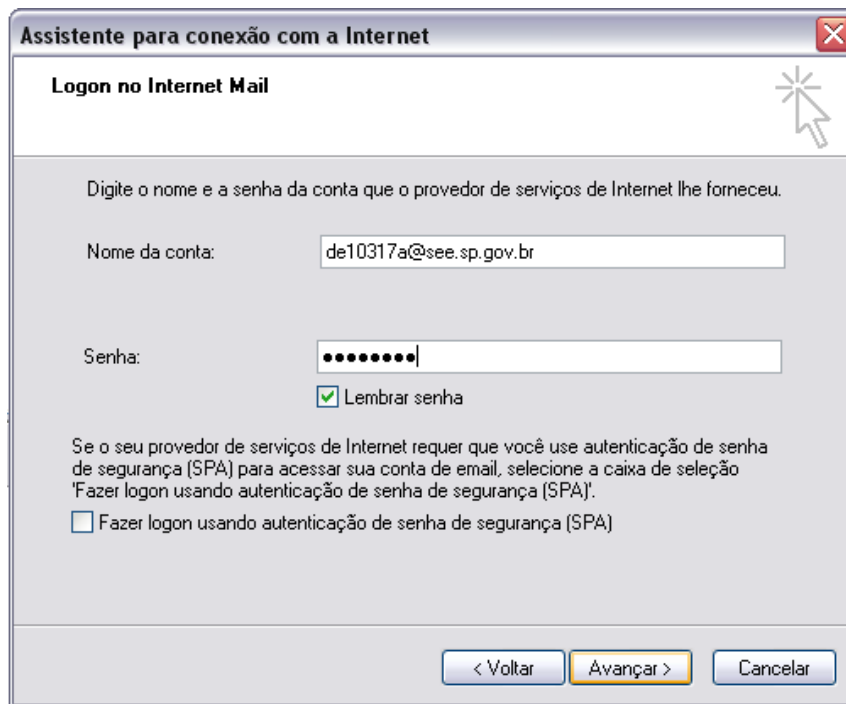 Assistente para conexão com a Internet
Logon no Internet Mail
Digite o nome e a senha da conta que o provedor de serviços de Internet lhe forneceu.
Nome da conta: de10317a@see.sp.gov.br
Senha: ●●●●●●●●
Lembrar senha
Se o seu provedor de serviços de Internet requer que você use autenticação de senha
de segurança (SPA) para acessar sua conta de email, selecione a caixa de seleção
'Fazer logon usando autenticação de senha de segurança (SPA)'.
Fazer logon usando autenticação de senha de segurança (SPA)
< Voltar Avançar > Cancelar